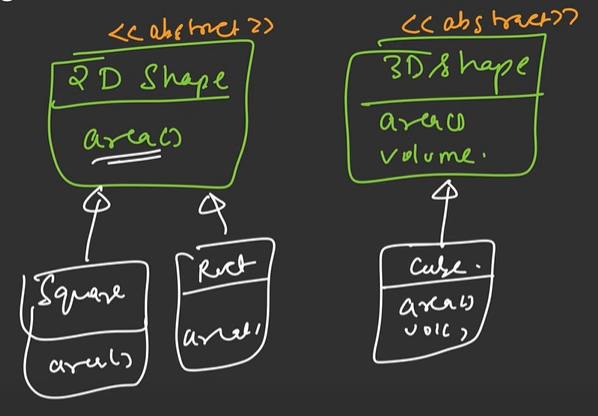 <<abstract>>
2D Shape
area()
<<abstract>>
3D Shape
area()
volume.
Square
area()
Rect
area()
Cube.
area()
vol()